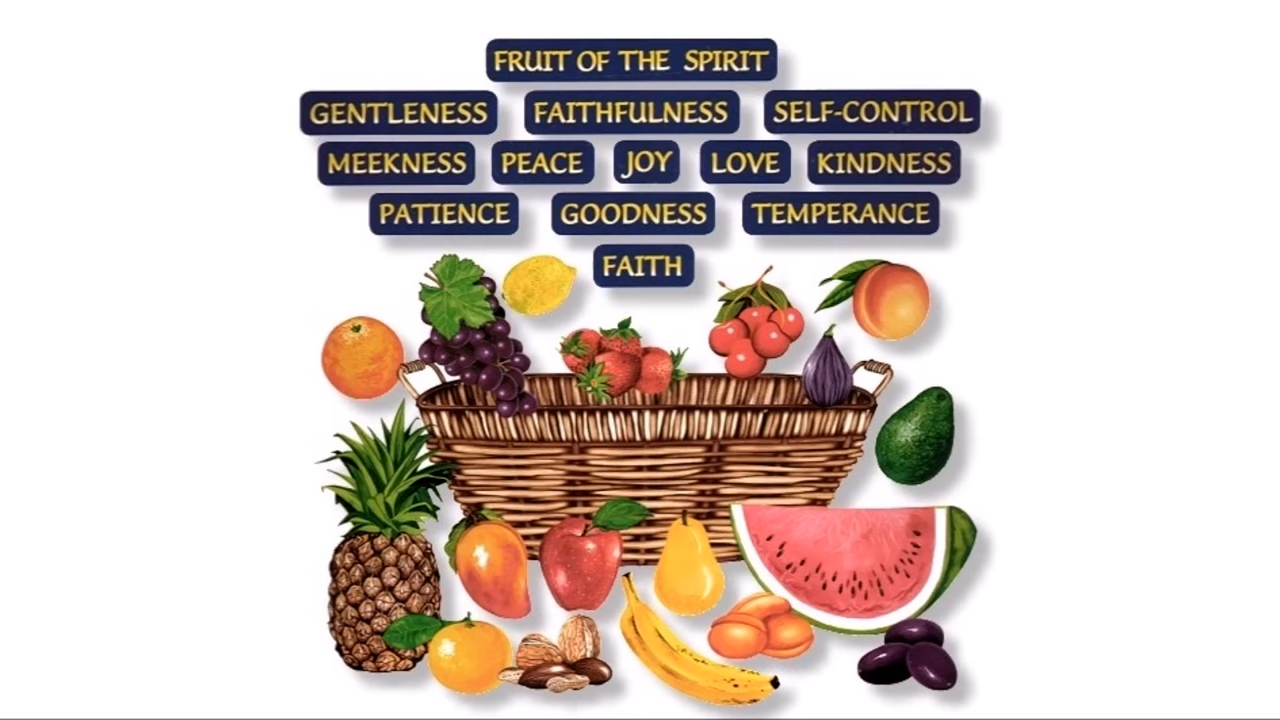 FRUIT OF THE SPIRIT
GENTLENESS FAITHFULNESS SELF-CONTROL
MEEKNESS PEACE JOY LOVE KINDNESS
PATIENCE GOODNESS TEMPERANCE
FAITH